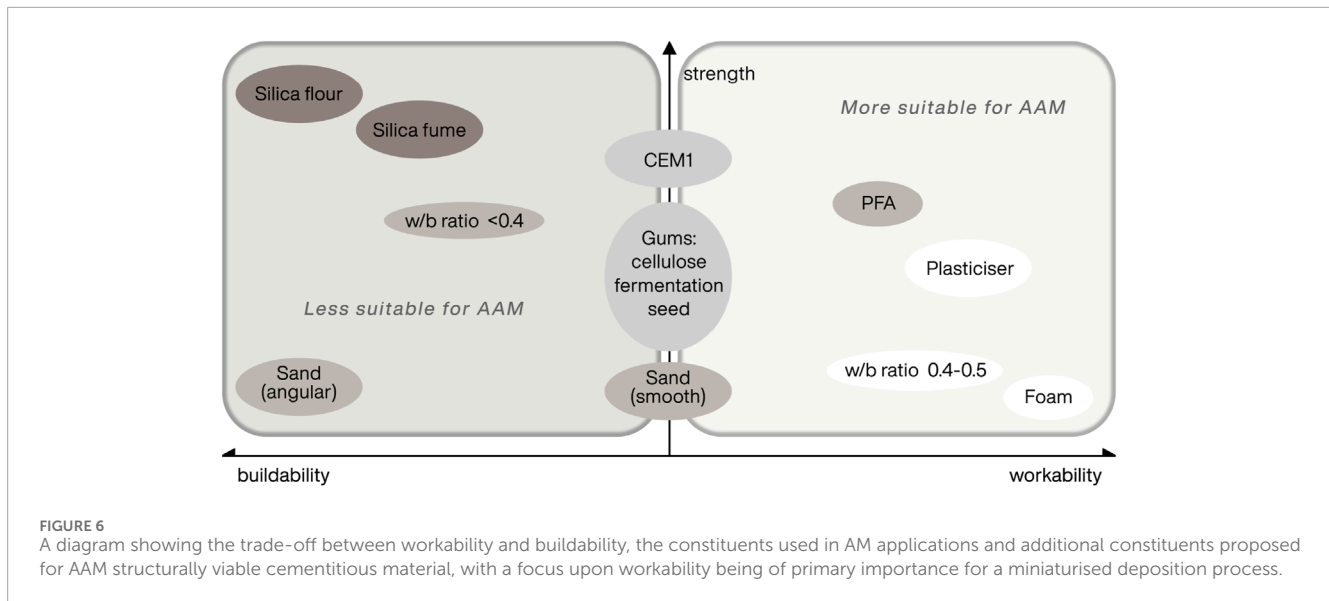 strength
Silica flour
More suitable for AAM
Silica fume
CEM1
PFA
w/b ratio <0.4
Gums:
cellulose
fermentation
seed
Plasticiser
Less suitable for AAM
Sand
(angular)
Sand
(smooth)
w/b ratio 0.4-0.5
Foam
buildability
workability
FIGURE 6
A diagram showing the trade-off between workability and buildability, the constituents used in AM applications and additional constituents proposed
for AAM structurally viable cementitious material, with a focus upon workability being of primary importance for a miniaturised deposition process.